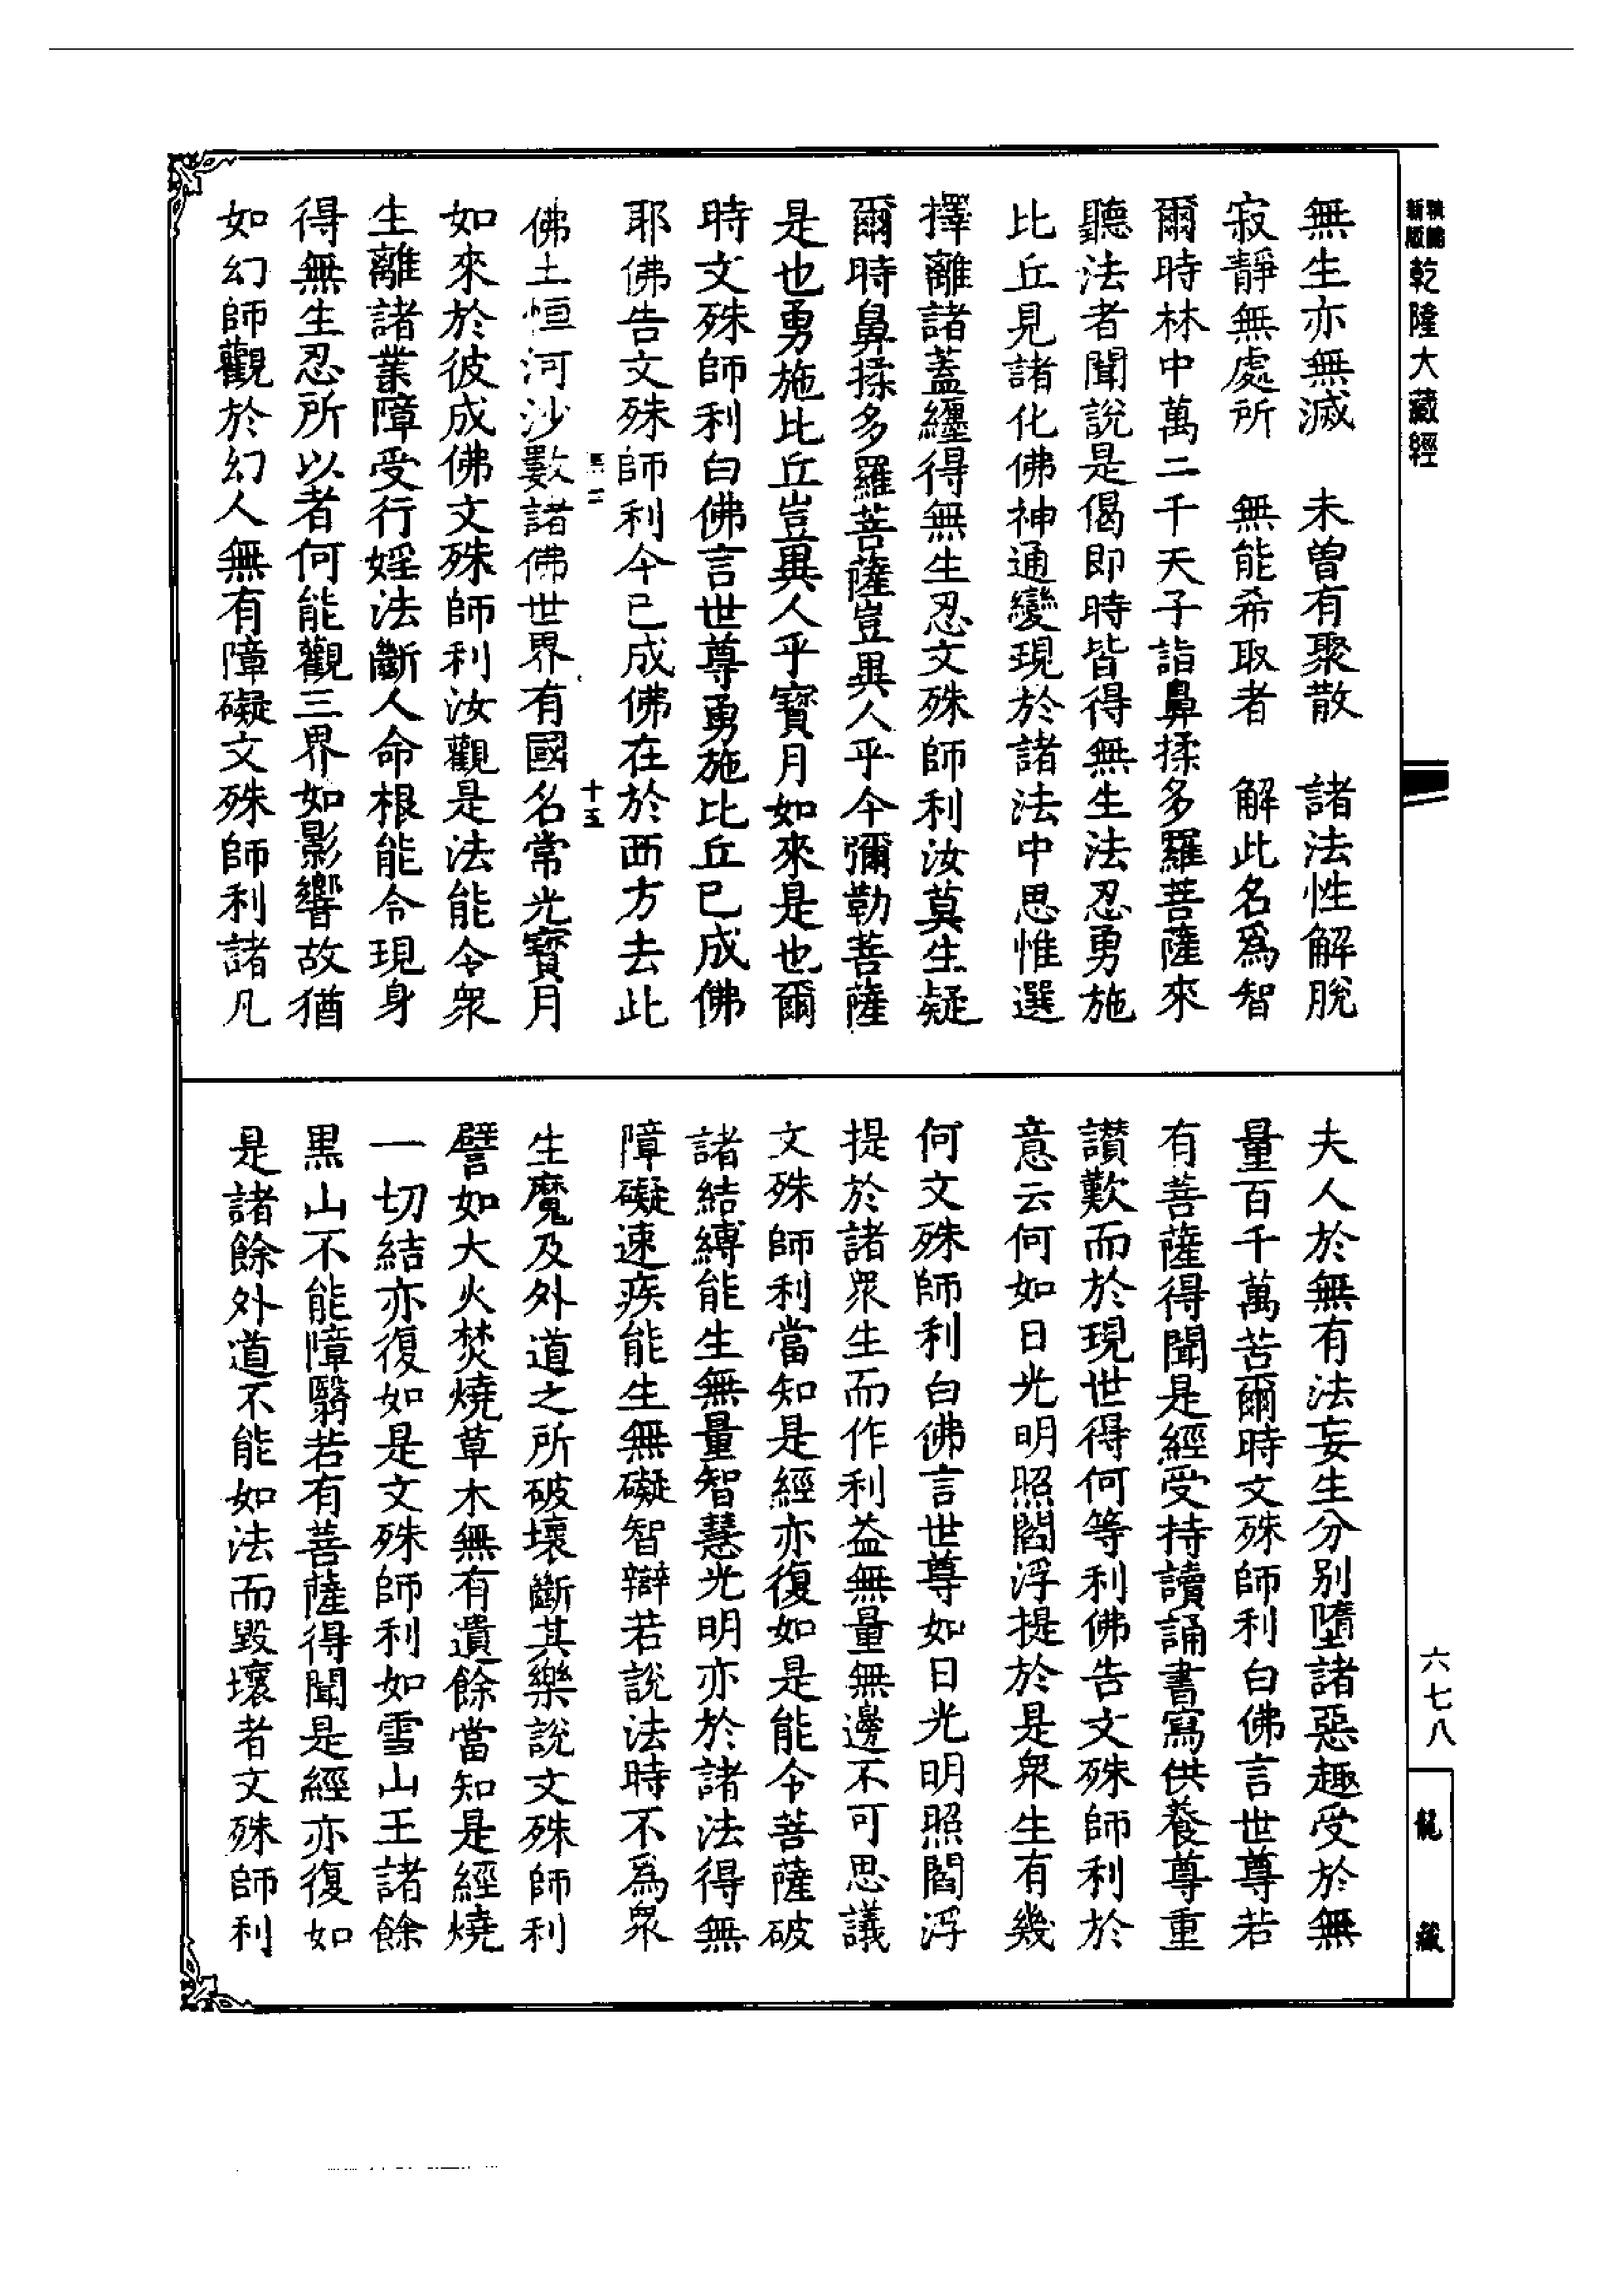 新版
乾隆大藏經
無生亦無滅　未曾有聚散　諸法性解脫
寂靜無處所　無能希取者　解此名爲智
爾時林中萬二千天子詣鼻揉多羅菩薩來
聽法者聞說是偈即時皆得無生法忍勇施
比丘見諸化佛神通變現於諸法中思惟選
擇離諸蓋纏得無生忍文殊師利汝莫生疑
爾時鼻揉多羅菩薩豈異人乎今彌勒菩薩
是也勇施比丘豈異人乎寶月如來是也爾
時文殊師利白佛言世尊勇施比丘已成佛
耶佛告文殊師利今已成佛在於西方去此
十五
佛土恒河沙數諸佛世界有國名常光寶月
如來於彼成佛文殊師利汝觀是法能令衆
生離諸業障受行婬法斷人命根能令現身
得無生忍所以者何能觀三界如影響故猶
如幻師觀於幻人無有障礙文殊師利諸凡
夫人於無有法妄生分別墮諸惡趣受於無
量百千萬苦爾時文殊師利白佛言世尊若
有菩薩得聞是經受持讀誦書寫供養尊重
讃歎而於現世得何等利佛告文殊師利於
意云何如日光明照閻浮提於是衆生有幾
何文殊師利白佛言世尊如日光明照閻浮
提於諸衆生而作利益無量無邊不可思議
文殊師利當知是經亦復如是能令菩薩破
諸結縛能生無量智慧光明亦於諸法得無
障礙速疾能生無礙智辯若說法時不爲衆
生魔及外道之所破壞斷其樂說文殊師利
譬如大火焚燒草木無有遺餘當知是經燒
一切結亦復如是文殊師利如雪山王諸餘
黑山不能障翳若有菩薩得聞是經亦復如
是諸餘外道不能如法而毀壞者文殊師利
六七八
龍藏